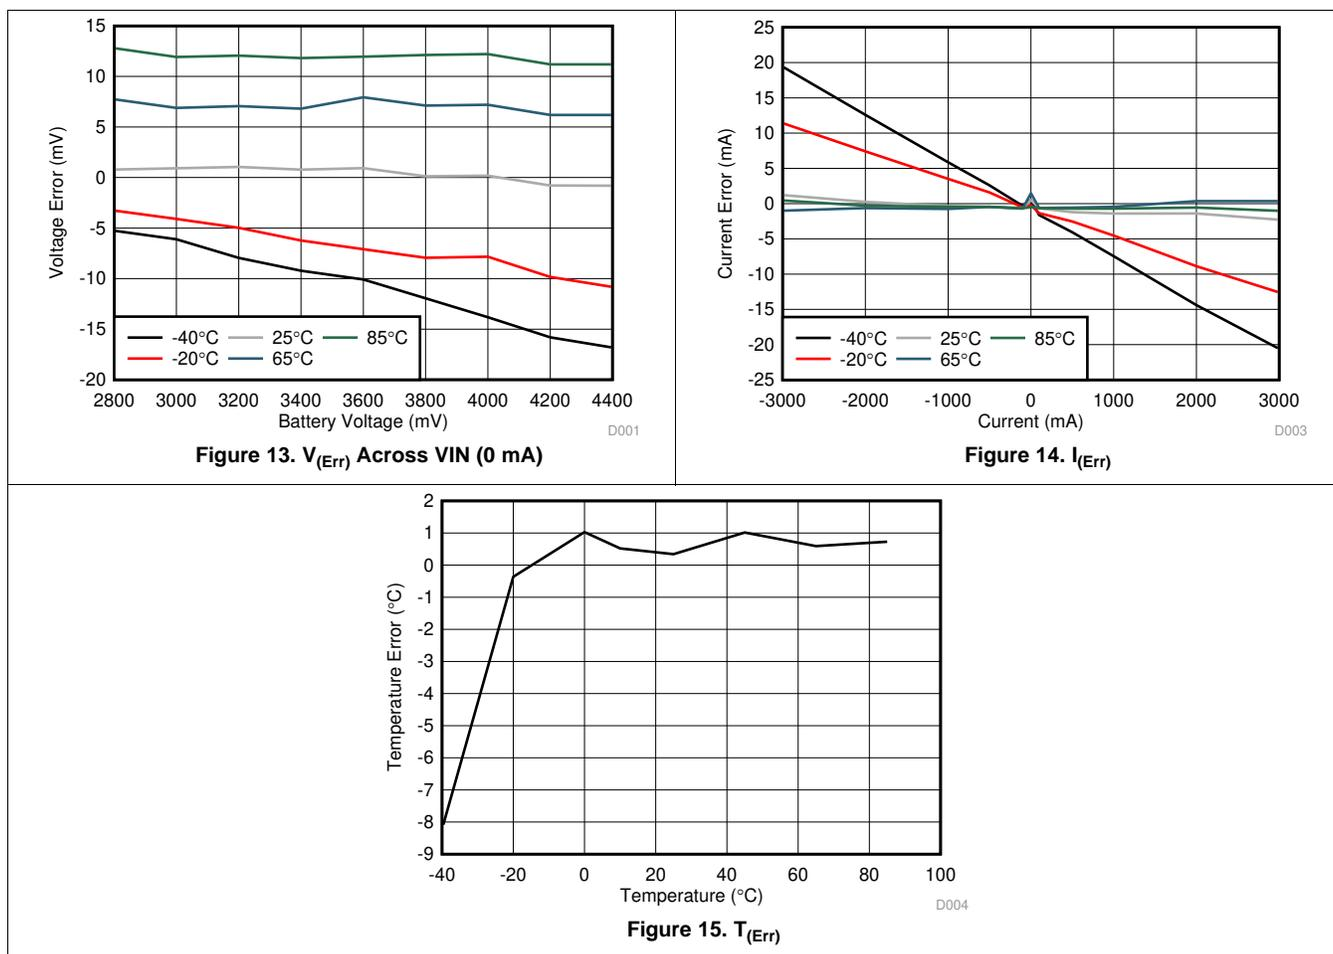 15
10
5
0
-5
-10
-15
-20
Voltage Error (mV)
-40°C 25°C 85°C
-20°C 65°C
2800 3000 3200 3400 3600 3800 4000 4200 4400
Battery Voltage (mV)
D001
Figure 13. V(Err) Across VIN (0 mA)
25
20
15
10
5
0
-5
-10
-15
-20
-25
Current Error (mA)
-40°C 25°C 85°C
-20°C 65°C
-3000 -2000 -1000 0 1000 2000 3000
Current (mA)
D003
Figure 14. I(Err)
2
1
0
-1
-2
-3
-4
-5
-6
-7
-8
-9
Temperature Error (°C)
-40 -20 0 20 40 60 80 100
Temperature (°C)
D004
Figure 15. T(Err)